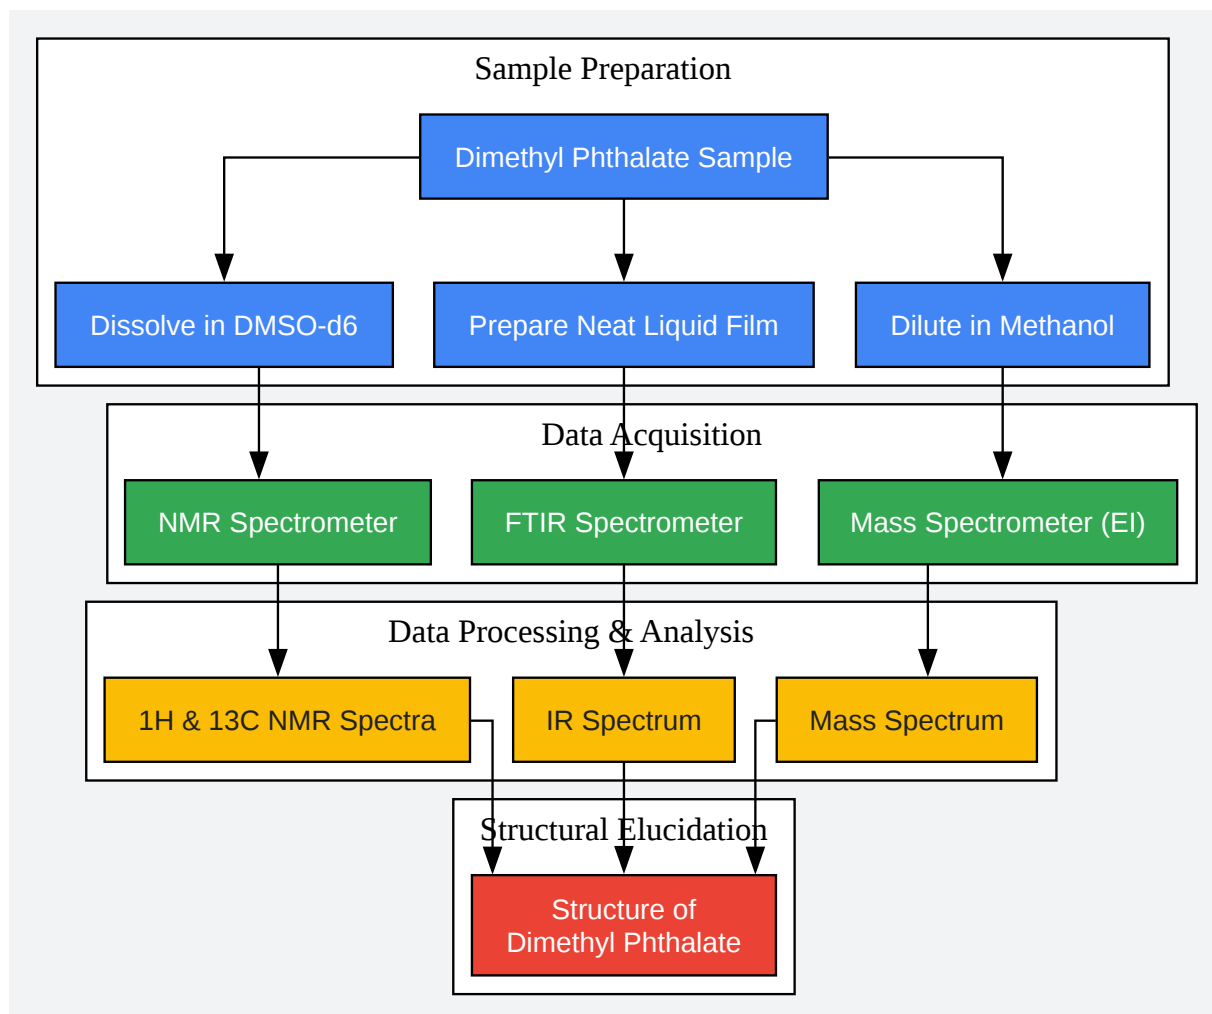 Sample Preparation
Dimethyl Phthalate Sample
Dissolve in DMSO-d6
Prepare Neat Liquid Film
Dilute in Methanol
Data Acquisition
NMR Spectrometer
FTIR Spectrometer
Mass Spectrometer (EI)
Data Processing & Analysis
1H & 13C NMR Spectra
IR Spectrum
Mass Spectrum
Structural Elucidation
Structure of
Dimethyl Phthalate